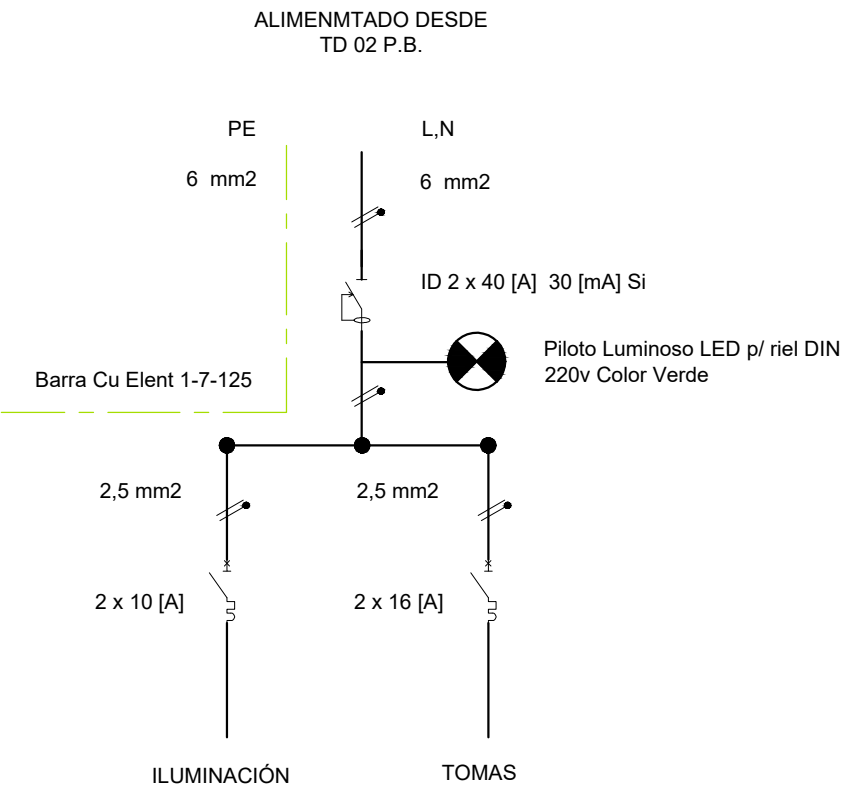 ALIMENMTADO DESDE
TD 02 P.B.
PE
L,N
6 mm2
6 mm2
ID 2 x 40 [A] 30 [mA] Si
Piloto Luminoso LED p/ riel DIN
220v Color Verde
Barra Cu Elent 1-7-125
2,5 mm2
2,5 mm2
2 x 10 [A]
2 x 16 [A]
ILUMINACIÓN
TOMAS